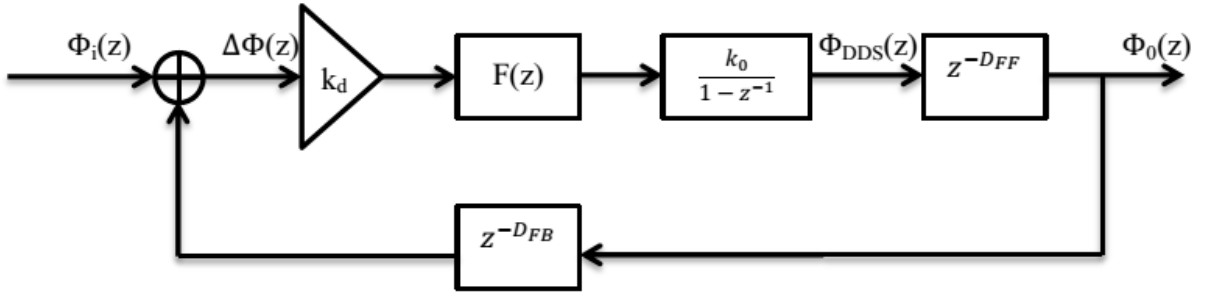 Φi(z)
ΔΦ(z)
kd
F(z)
k0
1 − z−1
ΦDDS(z)
z−DFF
Φ0(z)
z−DFB